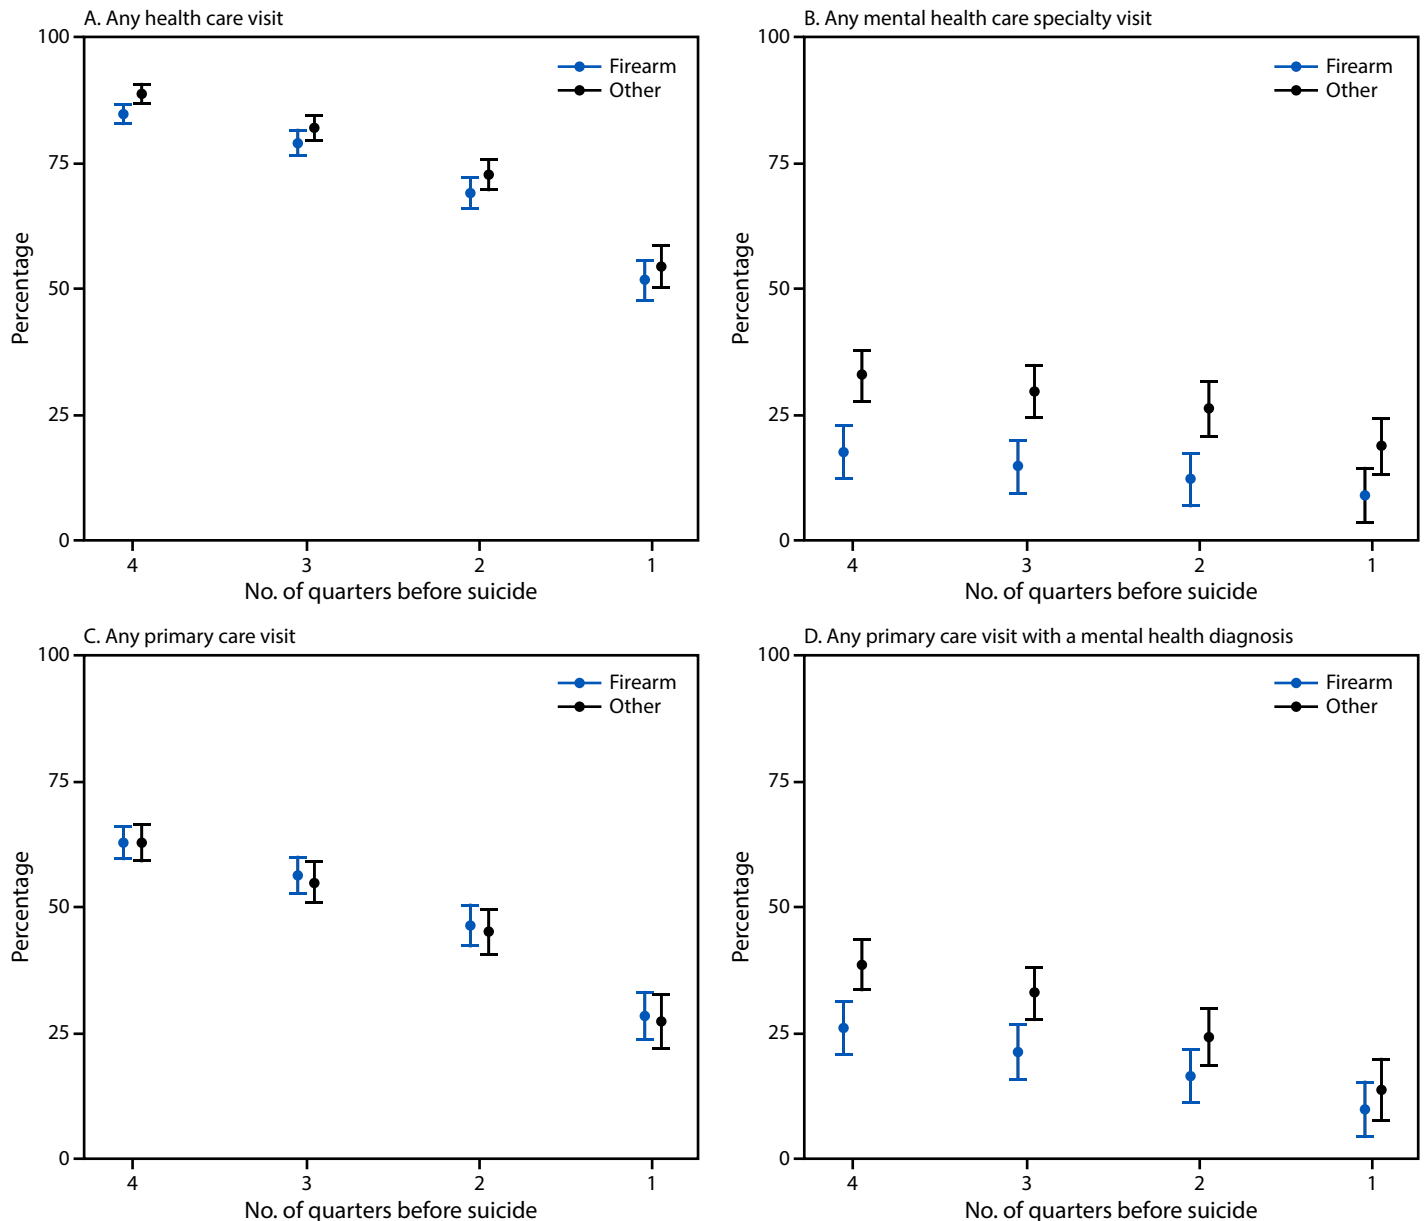 A. Any health care visit
100
75
50
25
0
Percentage
Firearm
Other
4 3 2 1
No. of quarters before suicide
B. Any mental health care specialty visit
100
75
50
25
0
Percentage
Firearm
Other
4 3 2 1
No. of quarters before suicide
C. Any primary care visit
100
75
50
25
0
Percentage
Firearm
Other
4 3 2 1
No. of quarters before suicide
D. Any primary care visit with a mental health diagnosis
100
75
50
25
0
Percentage
Firearm
Other
4 3 2 1
No. of quarters before suicide